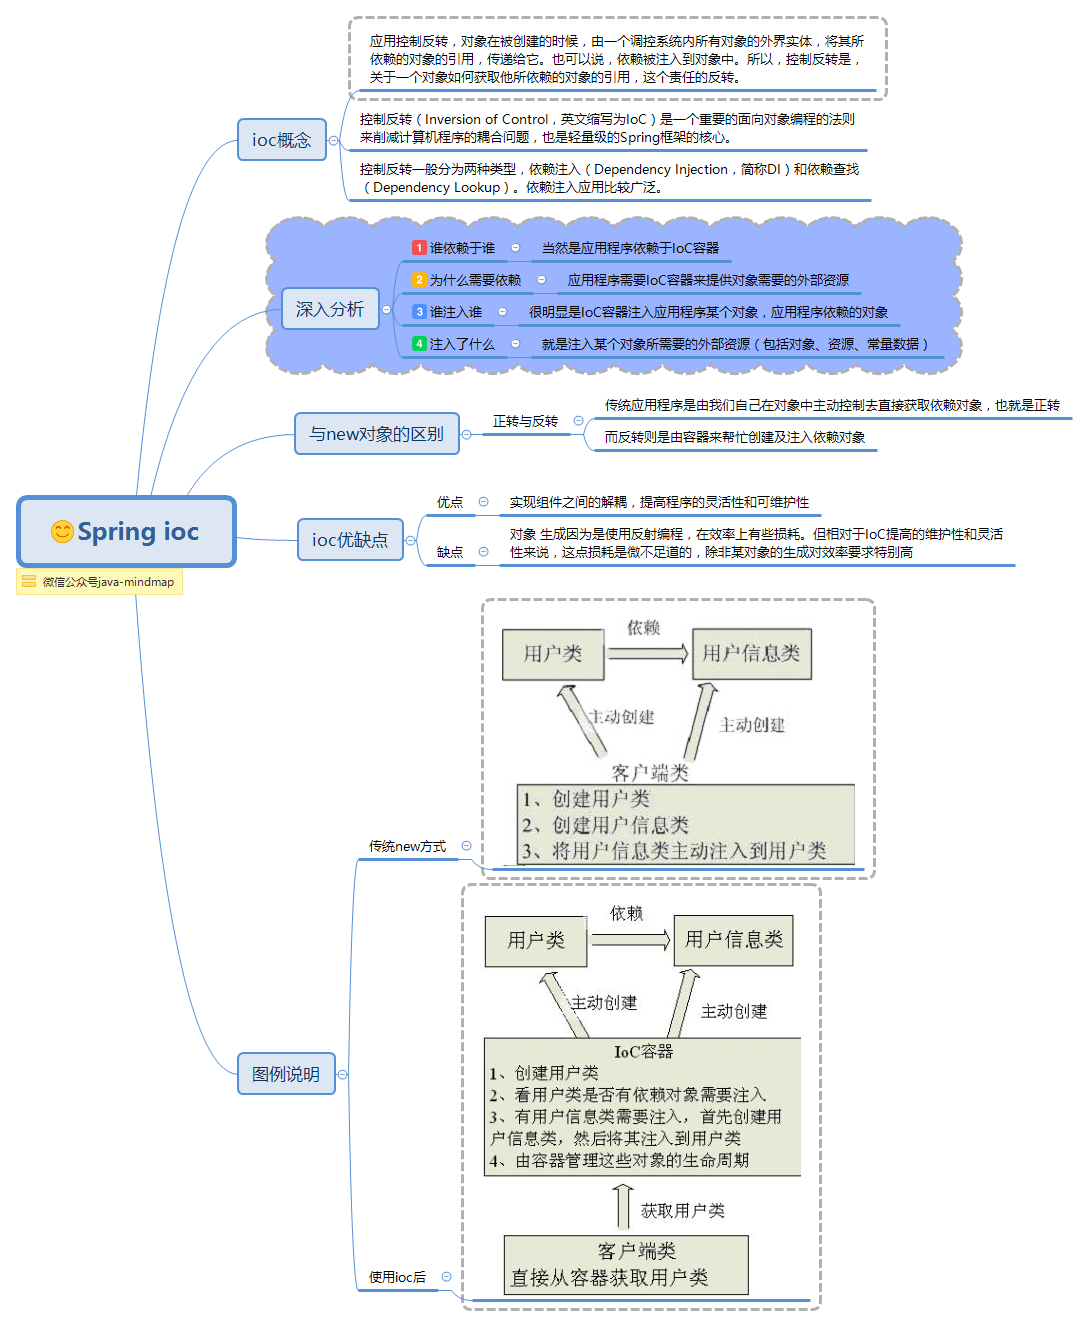 应用控制反转，对象在被创建的时候，由一个调控系统内所有对象的外界实体，将其所
依赖的对象的引用，传递给它。也可以说，依赖被注入到对象中。所以，控制反转是，
关于一个对象如何获取他所依赖的对象的引用，这个责任的反转。
ioc概念
控制反转（Inversion of Control，英文缩写为IoC）是一个重要的面向对象编程的法则
来削减计算机程序的耦合问题，也是轻量级的Spring框架的核心。
控制反转一般分为两种类型，依赖注入（Dependency Injection，简称DI）和依赖查找
（Dependency Lookup）。依赖注入应用比较广泛。
深入分析
1 谁依赖于谁 当然是应用程序依赖于IoC容器
2 为什么需要依赖 应用程序需要IoC容器来提供对象需要的外部资源
3 谁注入谁 很明显是IoC容器注入应用程序某个对象，应用程序依赖的对象
4 注入了什么 就是注入某个对象所需要的外部资源（包括对象、资源、常量数据）
与new对象的区别
正转与反转
传统应用程序是由我们自己在对象中主动控制去直接获取依赖对象，也就是正转
而反转则是由容器来帮忙创建及注入依赖对象
Spring ioc
微信公众号java-mindmap
ioc优缺点
优点 实现组件之间的解耦，提高程序的灵活性和可维护性
缺点
对象 生成因为是使用反射编程，在效率上有些损耗。但相对于IoC提高的维护性和灵活
性来说，这点损耗是微不足道的，除非某对象的生成对效率要求特别高
图例说明
传统new方式
依赖
用户类 用户信息类
主动创建 主动创建
客户端类
1、创建用户类
2、创建用户信息类
3、将用户信息类主动注入到用户类
使用ioc后
依赖
用户类 用户信息类
主动创建 主动创建
IoC容器
1、创建用户类
2、看用户类是否有依赖对象需要注入
3、有用户信息类需要注入，首先创建用
户信息类，然后将其注入到用户类
4、由容器管理这些对象的生命周期
获取用户类
客户端类
直接从容器获取用户类